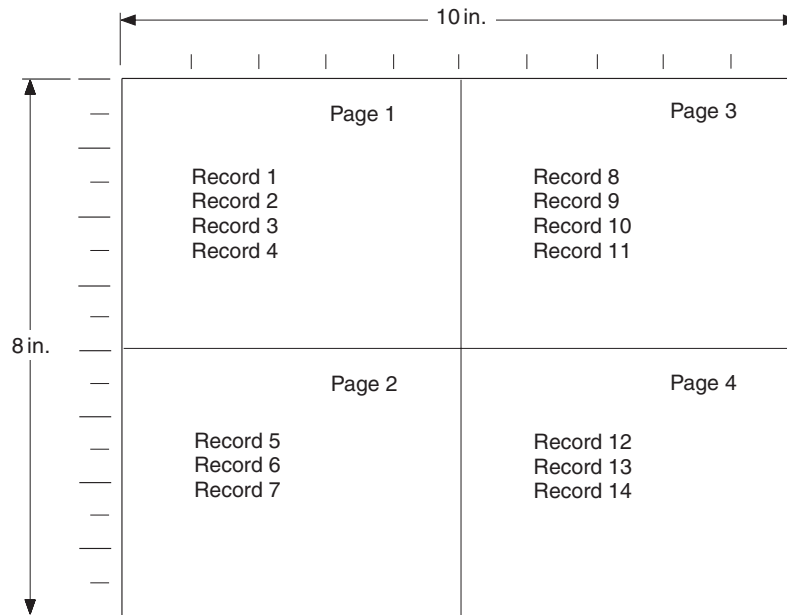 10 in.
8 in.
Page 1
Record 1
Record 2
Record 3
Record 4
Page 2
Record 5
Record 6
Record 7
Page 3
Record 8
Record 9
Record 10
Record 11
Page 4
Record 12
Record 13
Record 14